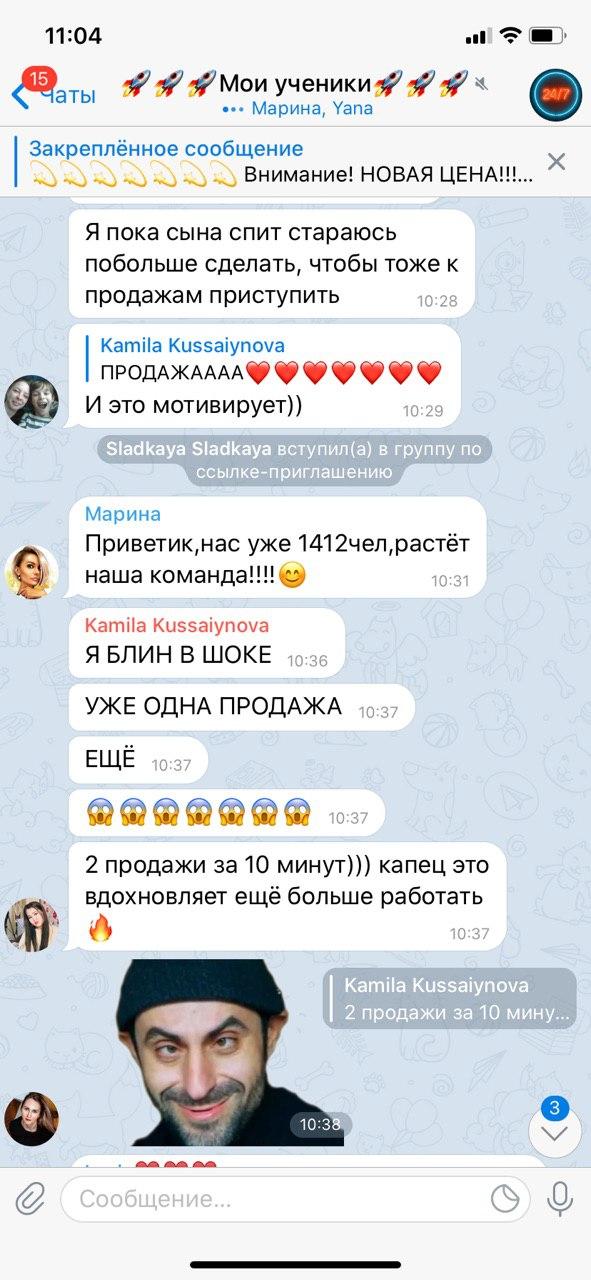 11:04
15
Чаты
🚀🚀🚀Мои ученики🚀🚀🚀
Марина, Yana
24/7
Закреплённое сообщение
💫💫💫💫💫💫💫 Внимание! НОВАЯ ЦЕНА!!!...
Я пока сына спит стараюсь
побольше сделать, чтобы тоже к
продажам приступить
10:28
Kamila Kussaiynova
ПРОДАЖАААА❤️❤️❤️❤️❤️❤️❤️
И это мотивирует))
10:29
Sladkaya Sladkaya вступил(а) в группу по
ссылке-приглашению
Марина
Приветик,нас уже 1412чел,растёт
наша команда!!!!😊
10:31
Kamila Kussaiynova
Я БЛИН В ШОКЕ 10:36
УЖЕ ОДНА ПРОДАЖА 10:37
ЕЩЁ 10:37
😱😱😱😱😱😱😱 10:37
2 продажи за 10 минут))) капец это
вдохновляет ещё больше работать
🔥
10:37
Kamila Kussaiynova
2 продажи за 10 мину...
10:38
3
Сообщение...